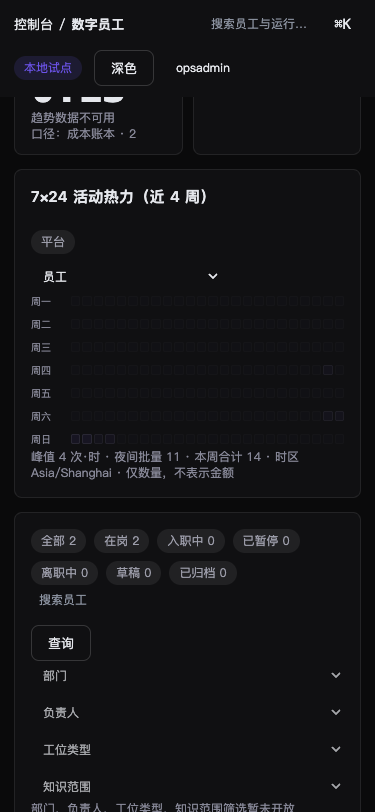 控制台 / 数字员工
搜索员工与运行… ⌘K
本地试点 深色 opsadmin
趋势数据不可用
口径：成本账本 · 2
7×24 活动热力（近 4 周）
平台
员工
周一
周二
周三
周四
周五
周六
周日
峰值 4 次·时 · 夜间批量 11 · 本周合计 14 · 时区
Asia/Shanghai · 仅数量，不表示金额
全部 2 在岗 2 入职中 0 已暂停 0
离职中 0 草稿 0 已归档 0
搜索员工
查询
部门
负责人
工位类型
知识范围
部门、负责人、工位类型、知识范围筛选暂未开放